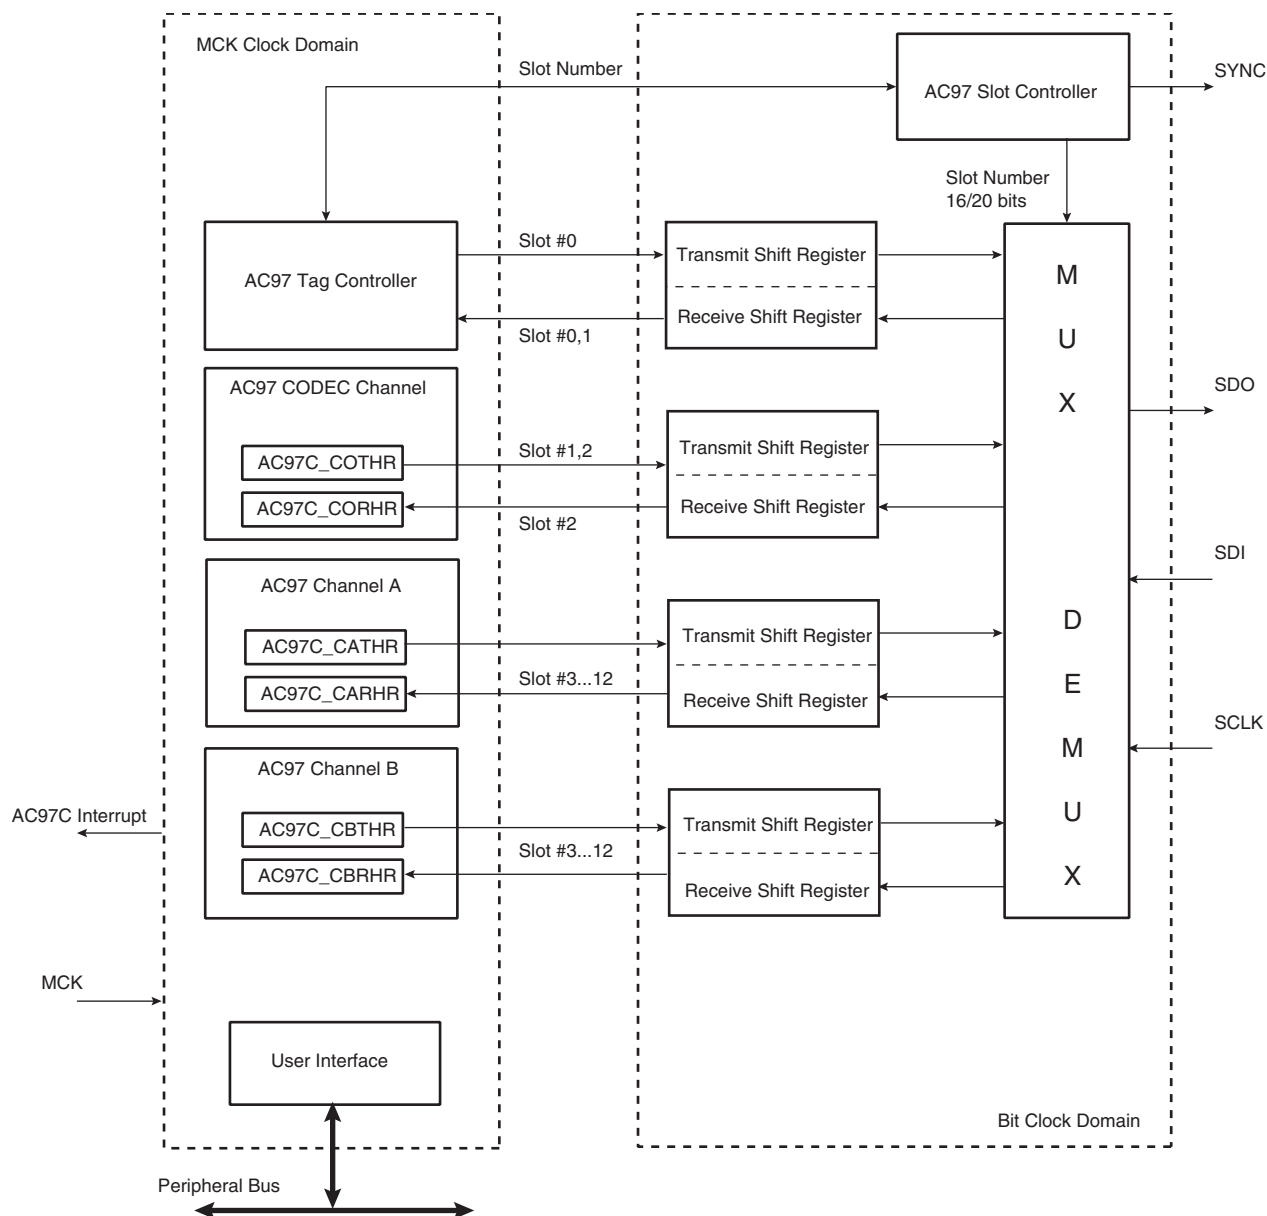 MCK Clock Domain
Slot Number
AC97 Slot Controller
SYNC
Slot Number
16/20 bits
AC97 Tag Controller
Slot #0
Slot #0,1
Transmit Shift Register
Receive Shift Register
M
U
X
D
E
M
U
X
AC97 CODEC Channel
AC97C_COTHR
AC97C_CORHR
Slot #1,2
Slot #2
Transmit Shift Register
Receive Shift Register
SDO
SDI
AC97 Channel A
AC97C_CATHR
AC97C_CARHR
Slot #3...12
Transmit Shift Register
Receive Shift Register
SCLK
AC97 Channel B
AC97C_CBTHR
AC97C_CBRHR
Slot #3...12
Transmit Shift Register
Receive Shift Register
AC97C Interrupt
MCK
User Interface
Bit Clock Domain
Peripheral Bus